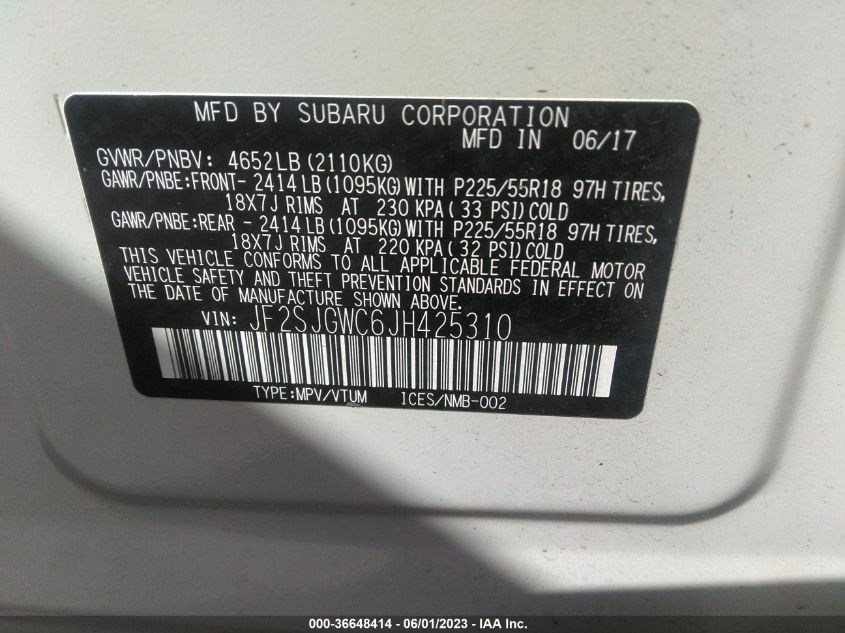 MFD BY SUBARU CORPORATION
MFD IN 06/17
GVWR/PNBV: 4652LB(2110KG)
GAWR/PNBE:FRONT- 2414LB(1095KG)WITH P225/55R18 97H TIRES,
18X7J RIMS AT 230 KPA( 33 PSI)COLD
GAWR/PNBE:REAR - 2414LB(1095KG)WITH P225/55R18 97H TIRES,
18X7J RIMS AT 220 KPA( 32 PSI)COLD
THIS VEHICLE CONFORMS TO ALL APPLICABLE FEDERAL MOTOR
VEHICLE SAFETY AND THEFT PREVENTION STANDARDS IN EFFECT ON
THE DATE OF MANUFACTURE SHOWN ABOVE.
VIN: JF2SJGWC6JH425310
TYPE:MPV/VTUM ICES/NMB-002
000-36648414 - 06/01/2023 - IAA Inc.